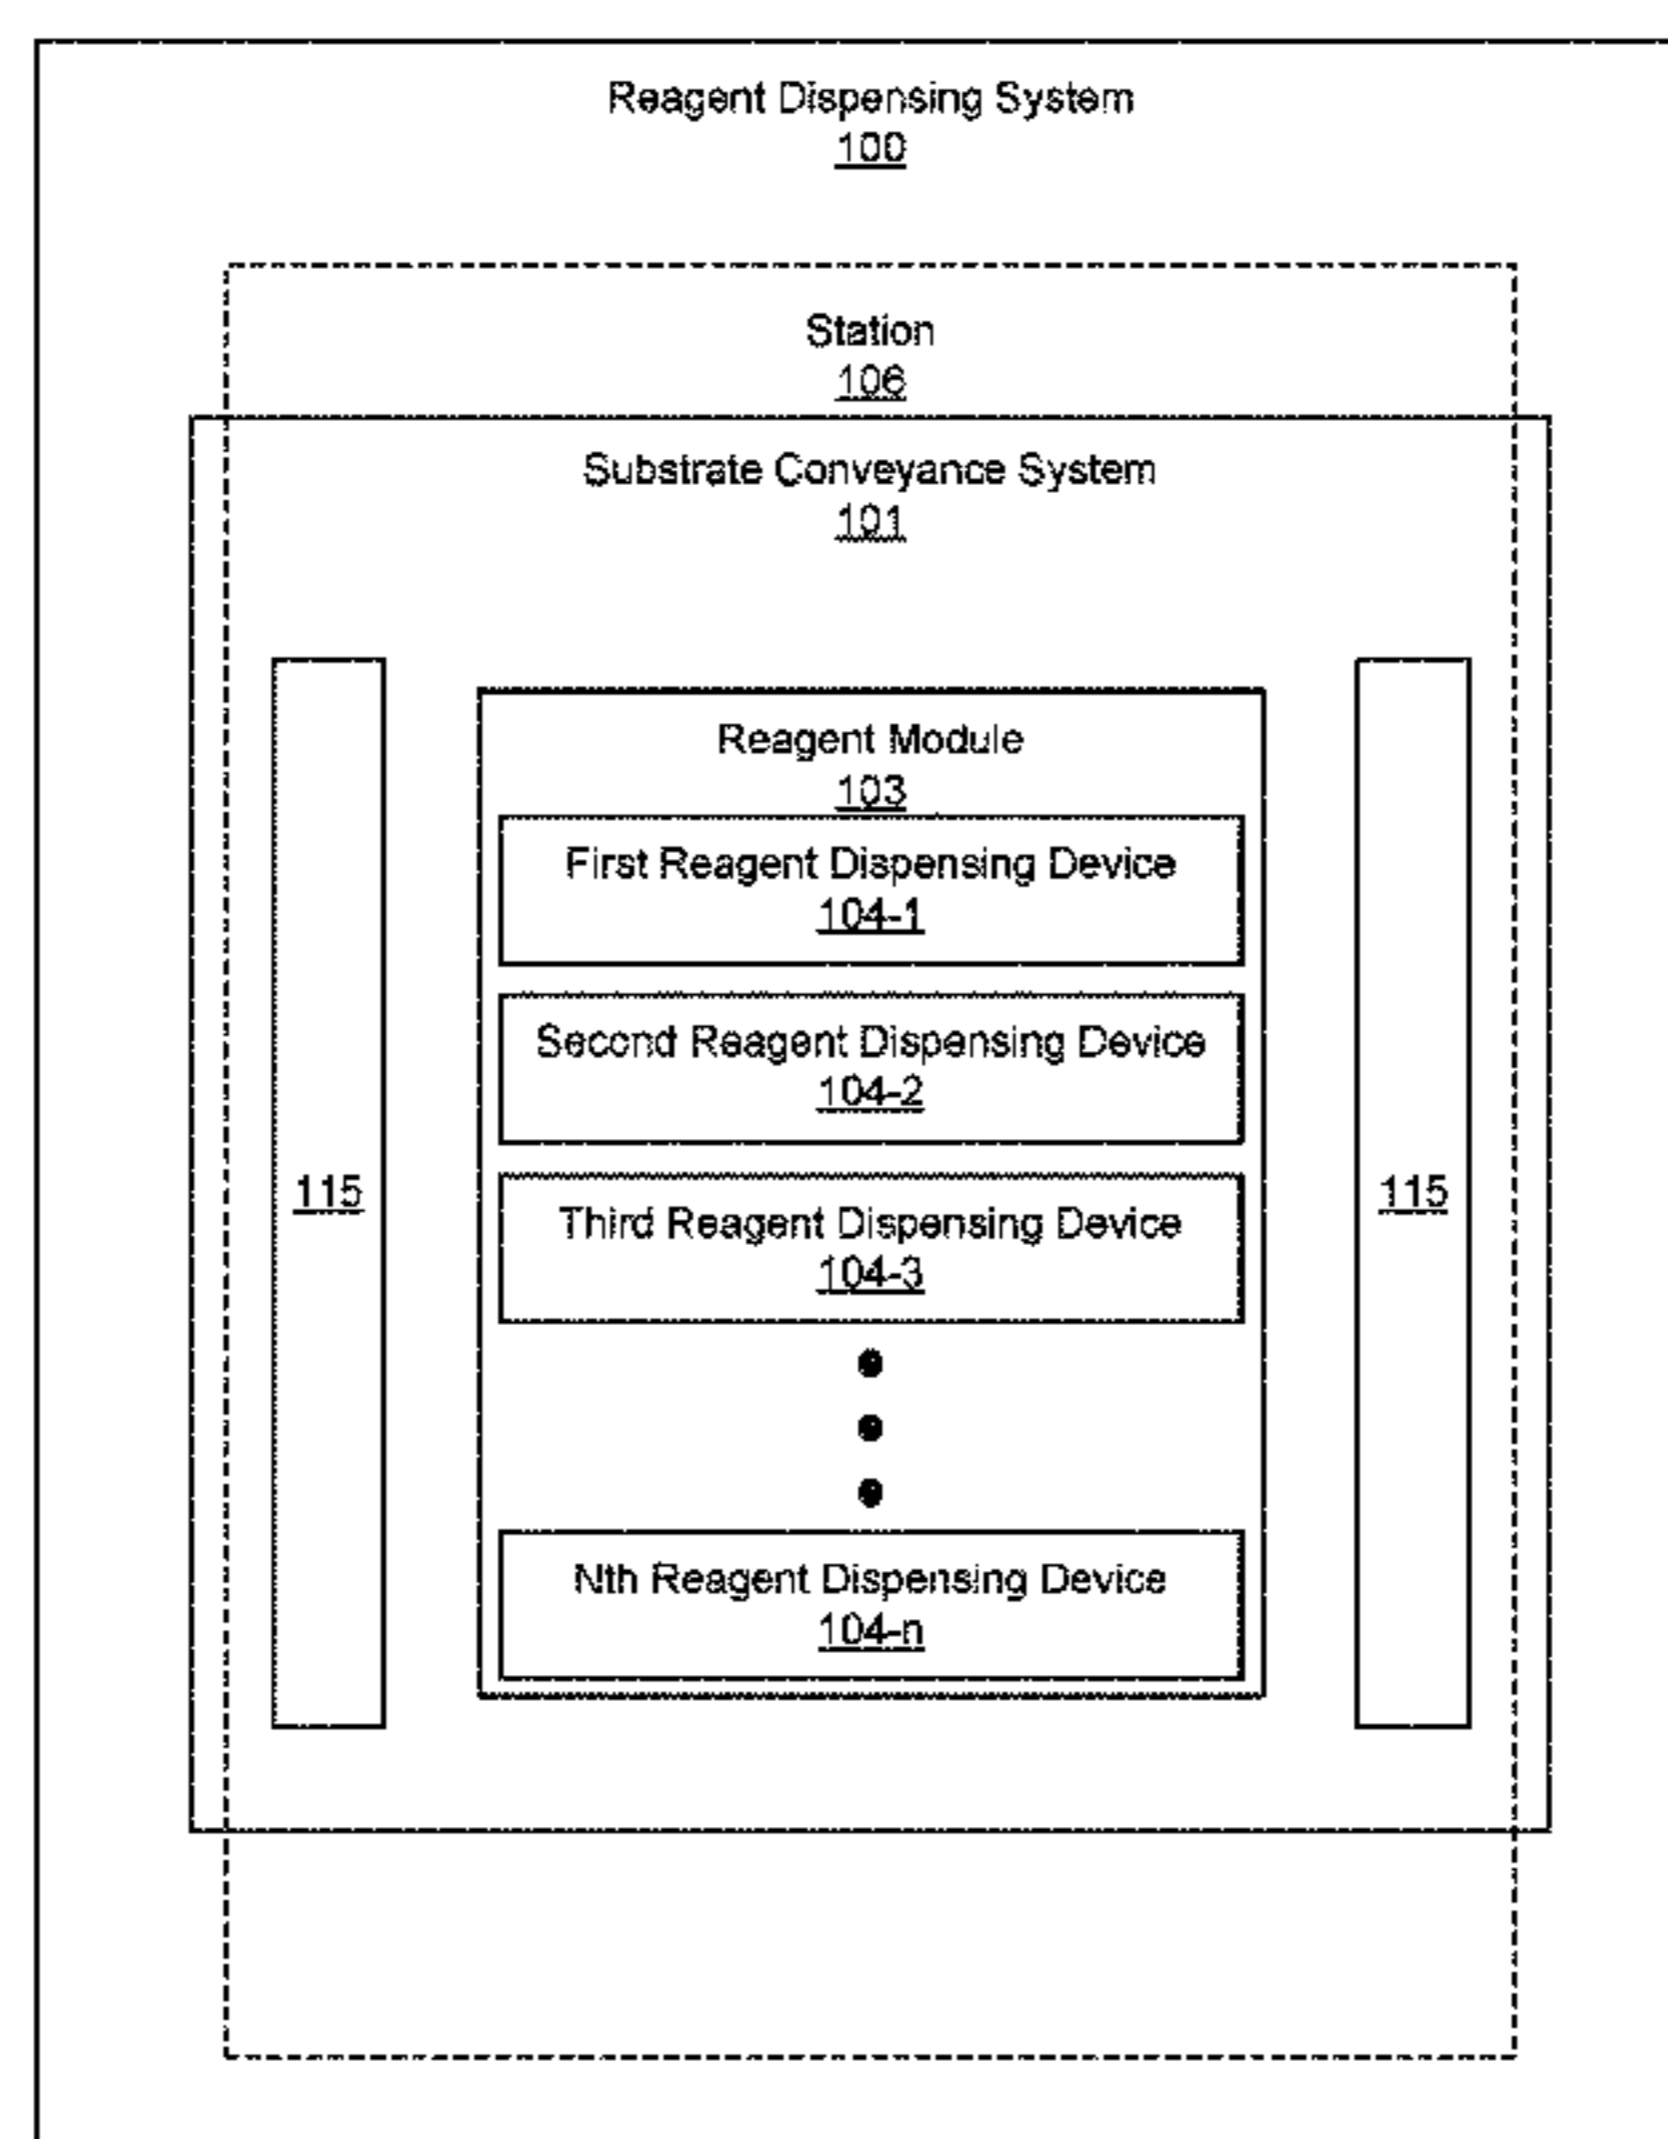 Reagent Dispensing System
100
Station
106
Substrate Conveyance System
101
Reagent Module
103
First Reagent Dispensing Device
104-1
Second Reagent Dispensing Device
104-2
115
115
Third Reagent Dispensing Device
104-3
Nth Reagent Dispensing Device
104-n